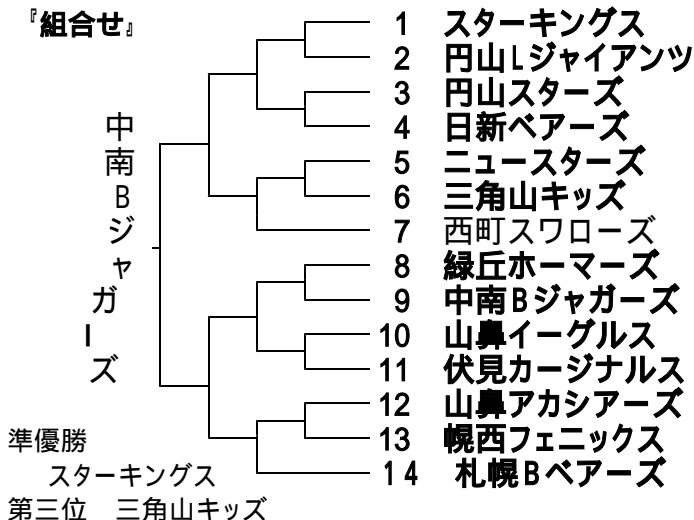 『組合せ』
1 スターキングス
2 円山Lジャイアンツ
3 円山スターズ
4 日新ベアーズ
5 ニュースターズ
6 三角山キッズ
7 西町スワローズ
8 緑丘ホーマーズ
9 中南Bジャガーズ
10 山鼻イーグルス
11 伏見カージナルス
12 山鼻アカシアーズ
13 幌西フェニックス
14 札幌Bベアーズ
中南Bジャガーズ
準優勝
スターキングス
第三位 三角山キッズ